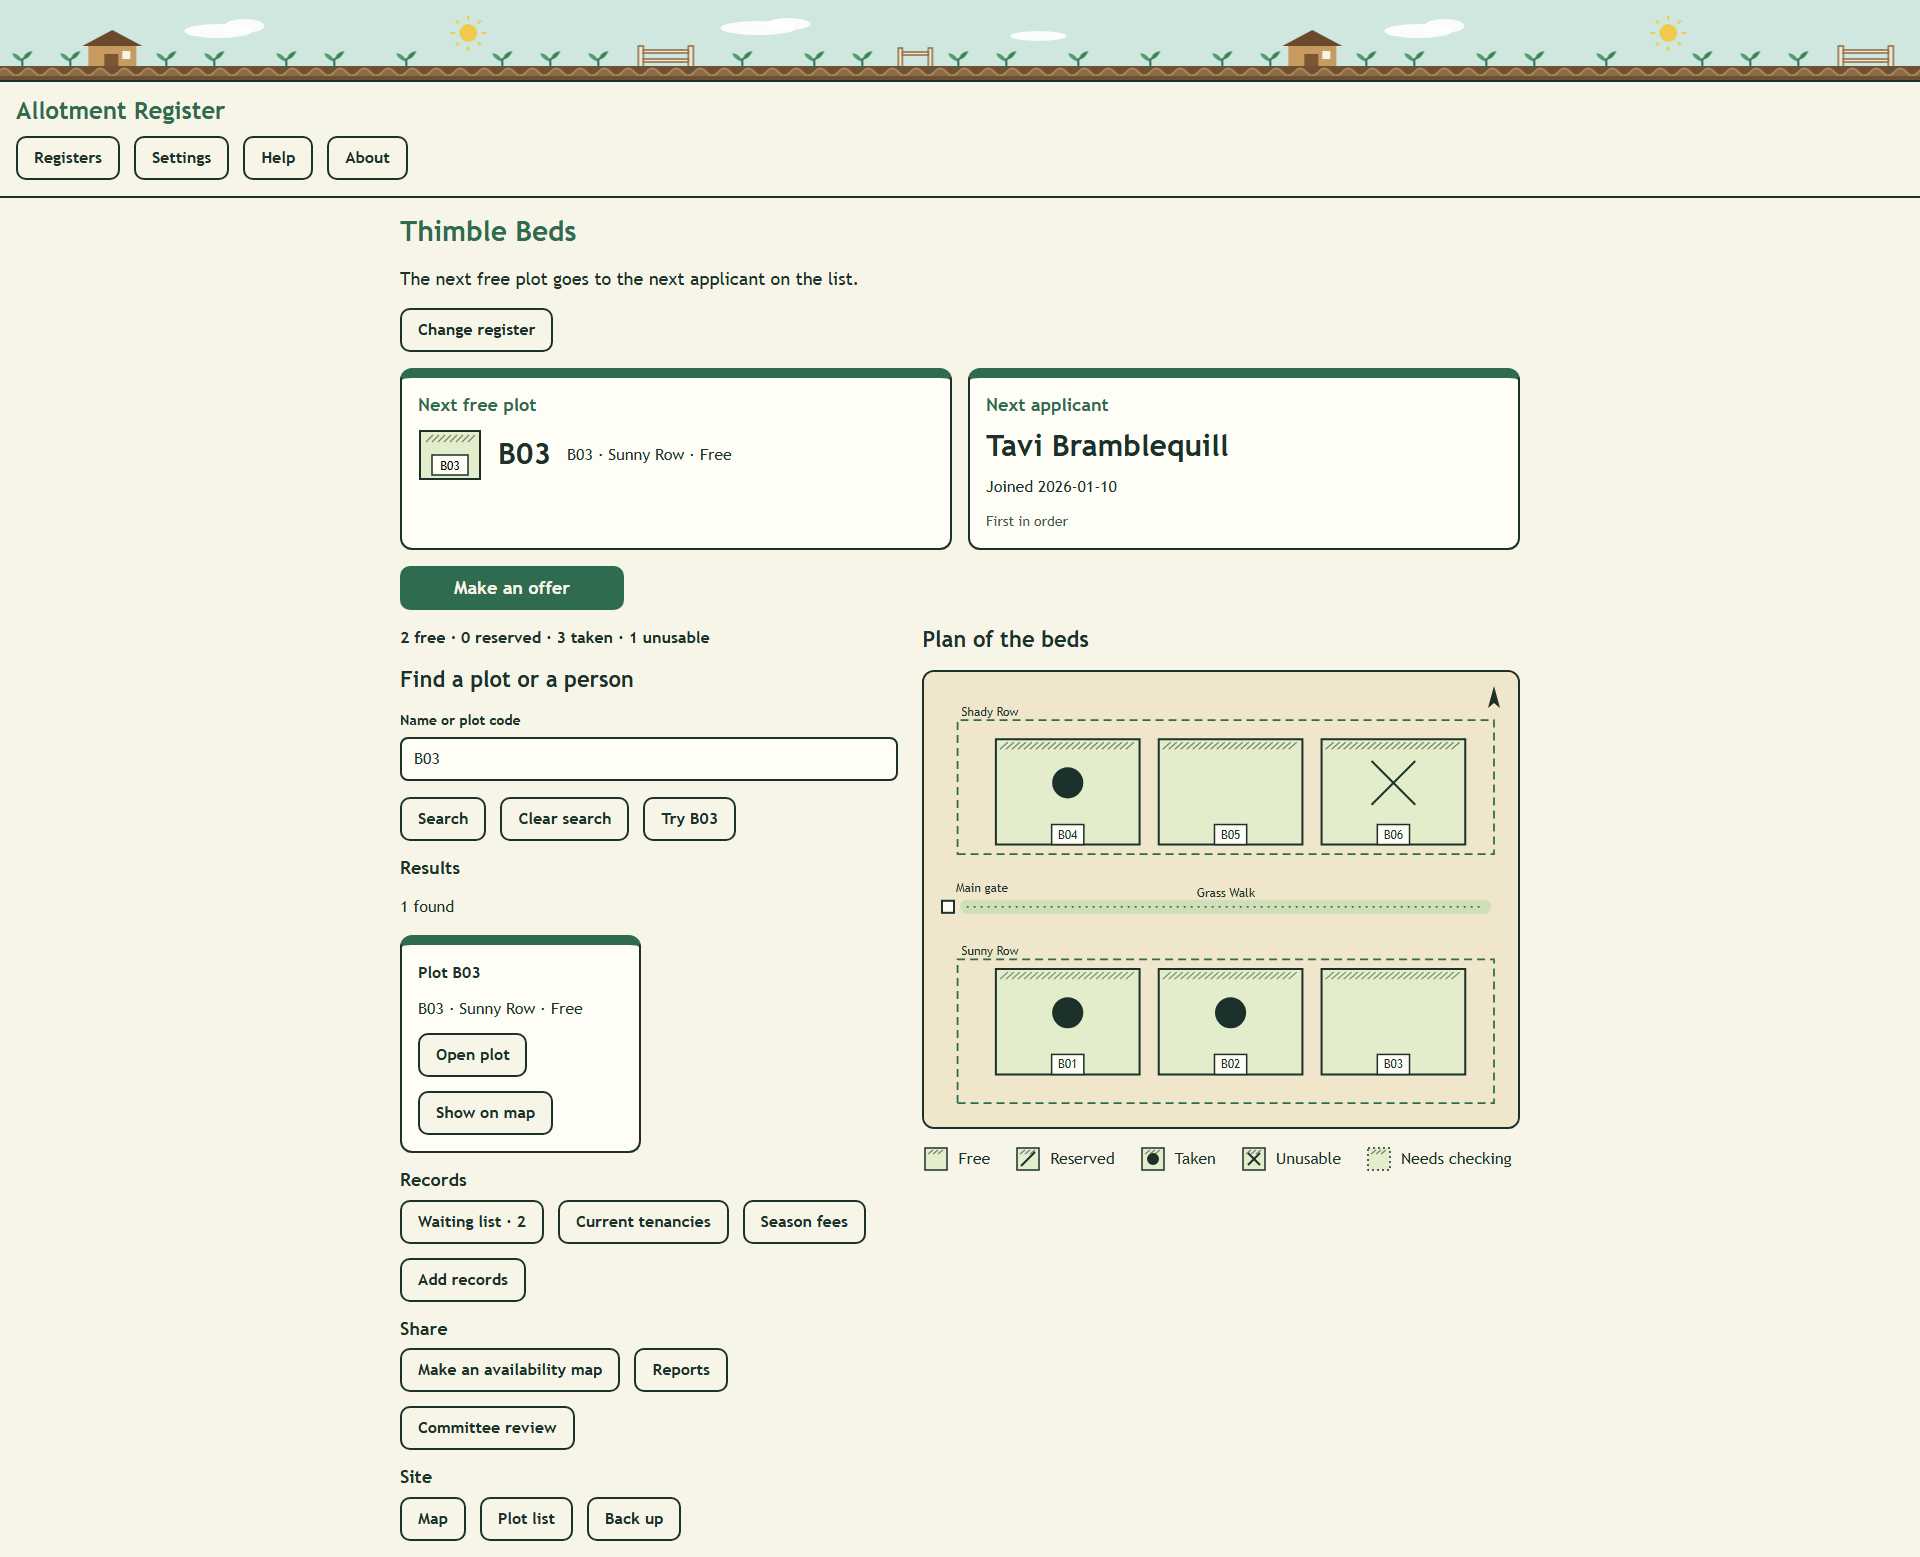 Allotment Register
Registers
Settings
Help
About
Thimble Beds
The next free plot goes to the next applicant on the list.
Change register
Next free plot
B03
B03
B03 · Sunny Row · Free
Next applicant
Tavi Bramblequill
Joined 2026-01-10
First in order
Make an offer
2 free · 0 reserved · 3 taken · 1 unusable
Find a plot or a person
Name or plot code
B03
Search
Clear search
Try B03
Results
1 found
Plot B03
B03 · Sunny Row · Free
Open plot
Show on map
Records
Waiting list · 2
Current tenancies
Season fees
Add records
Share
Make an availability map
Reports
Committee review
Site
Map
Plot list
Back up
Plan of the beds
Shady Row
B04
B05
B06
Main gate
Grass Walk
Sunny Row
B01
B02
B03
Free
Reserved
Taken
Unusable
Needs checking